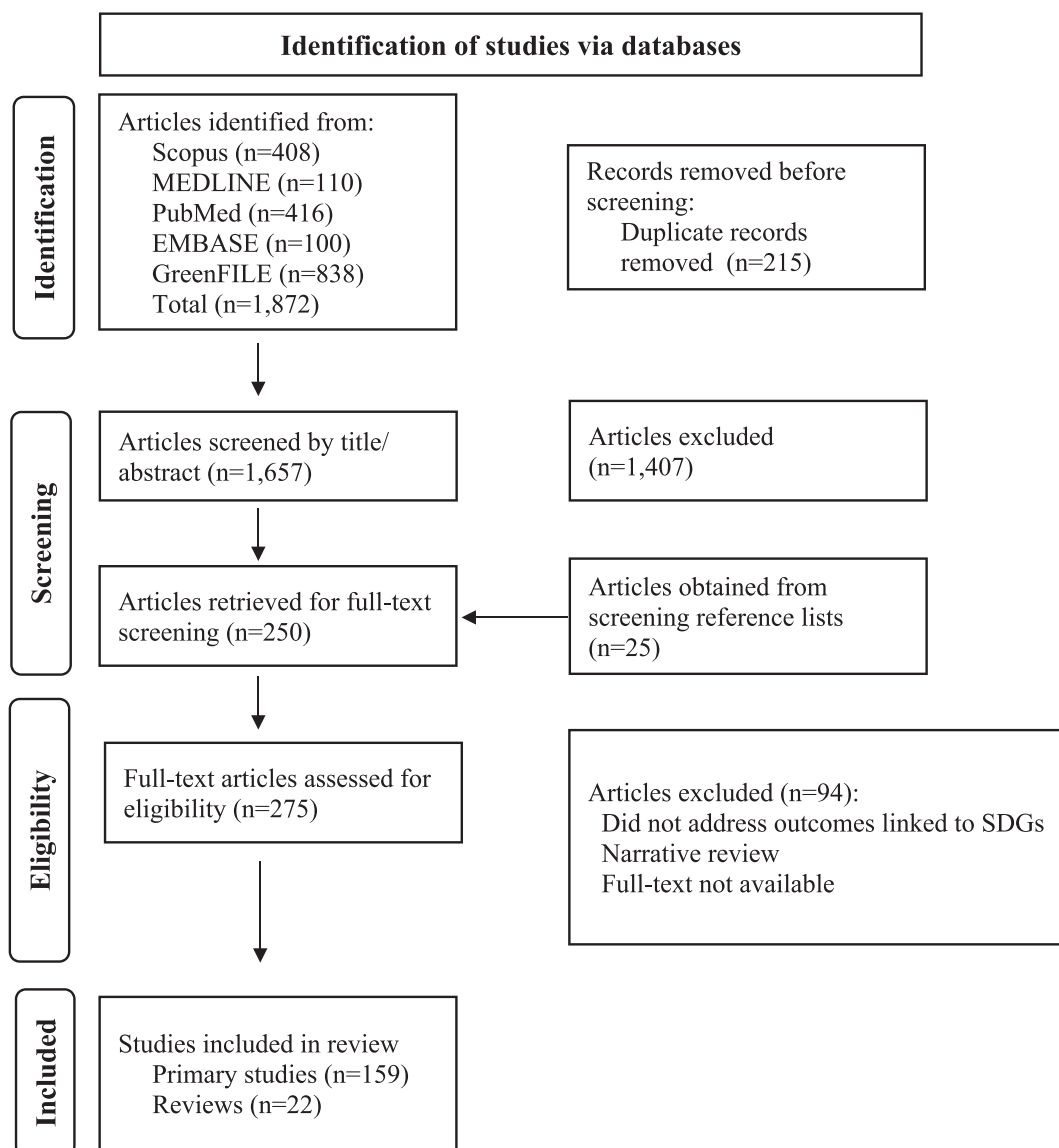 Identification of studies via databases
Identification
Articles identified from:
Scopus (n=408)
MEDLINE (n=110)
PubMed (n=416)
EMBASE (n=100)
GreenFILE (n=838)
Total (n=1,872)
Records removed before
screening:
Duplicate records
removed (n=215)
Screening
Articles screened by title/
abstract (n=1,657)
Articles excluded
(n=1,407)
Articles retrieved for full-text
screening (n=250)
Articles obtained from
screening reference lists
(n=25)
Eligibility
Full-text articles assessed for
eligibility (n=275)
Articles excluded (n=94):
Did not address outcomes linked to SDGs
Narrative review
Full-text not available
Included
Studies included in review
Primary studies (n=159)
Reviews (n=22)